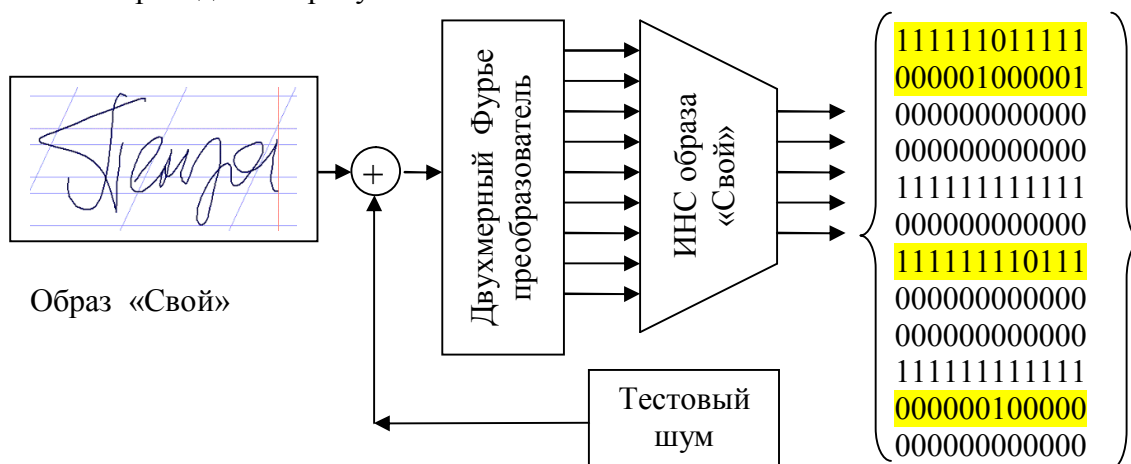 111111011111
000001000001
000000000000
000000000000
111111111111
000000000000
111111110111
000000000000
000000000000
111111111111
000000100000
000000000000
Пенза
+
Двухмерный Фурье
преобразователь
ИНС образа
«Свой»
Образ «Свой»
Тестовый
шум